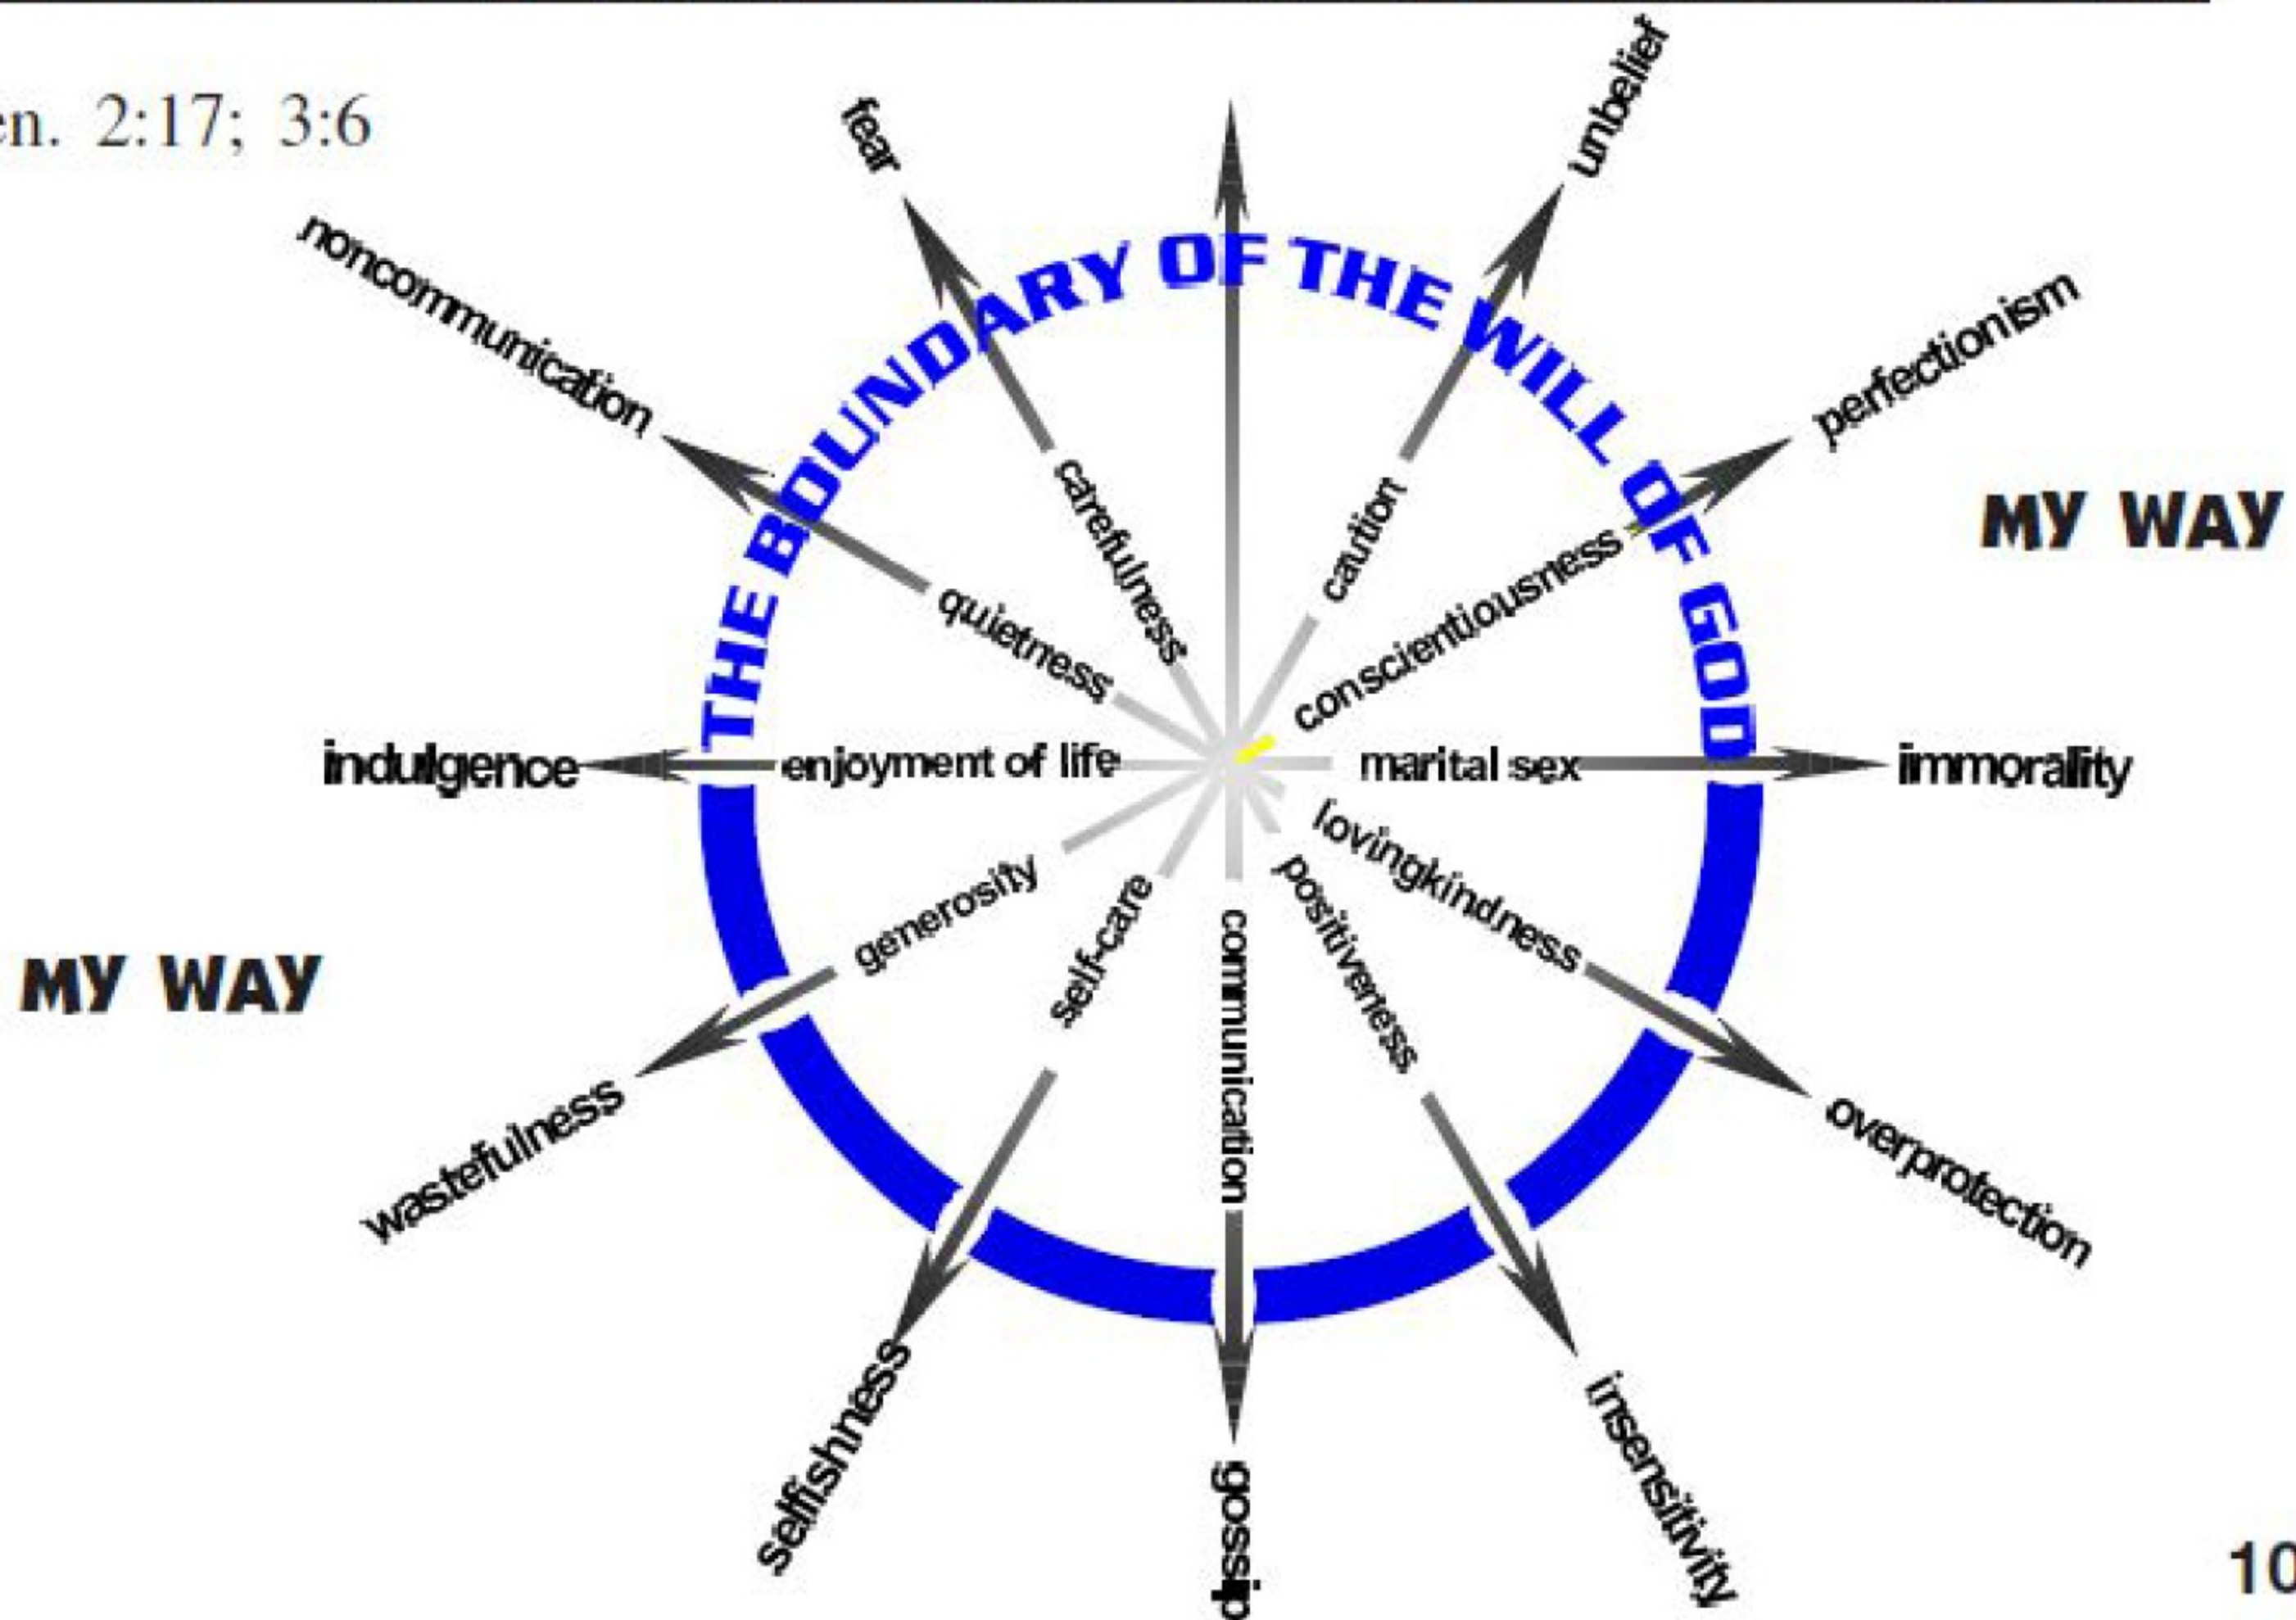 en. 2:17; 3:6
fear
unbelief
noncommunication
perfectionism
THE BOUNDARY OF THE WILL OF GOD
MY WAY
carefulness
caution
quietness
conscientiousness
indulgence
enjoyment of life
marital sex
immorality
generosity
self-care
communication
positiveness
lovingkindness
MY WAY
wastefulness
overprotection
selfishness
gossip
insensitivity
10